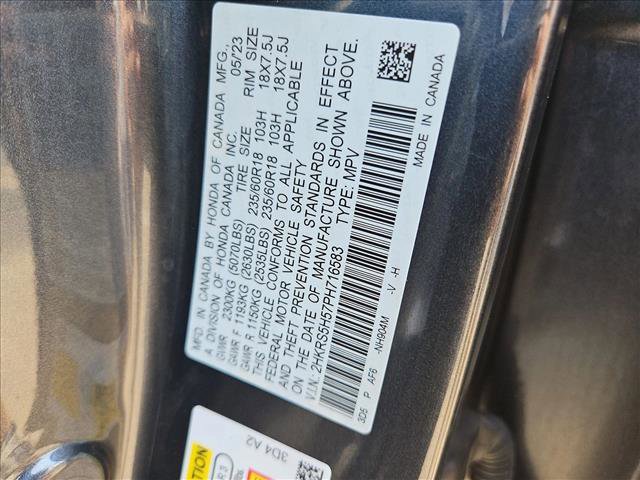 MFD. IN CANADA BY HONDA OF CANADA MFG.,
A DIVISION OF HONDA CANADA INC. 05/23
GVWR 2300KG (5070LBS) TIRE SIZE RIM SIZE
GAWR F 1193KG (2630LBS) 235/60R18 103H 18X7.5J
GAWR R 1150KG (2535LBS) 235/60R18 103H 18X7.5J
THIS VEHICLE CONFORMS TO ALL APPLICABLE
FEDERAL MOTOR VEHICLE SAFETY
AND THEFT PREVENTION STANDARDS IN EFFECT
ON THE DATE OF MANUFACTURE SHOWN ABOVE.
V.I.N. 2HKRS5H57PH716583 TYPE: MPV
3D5 P AF6 -NH904M -V -H
MADE IN CANADA
3D4 A2